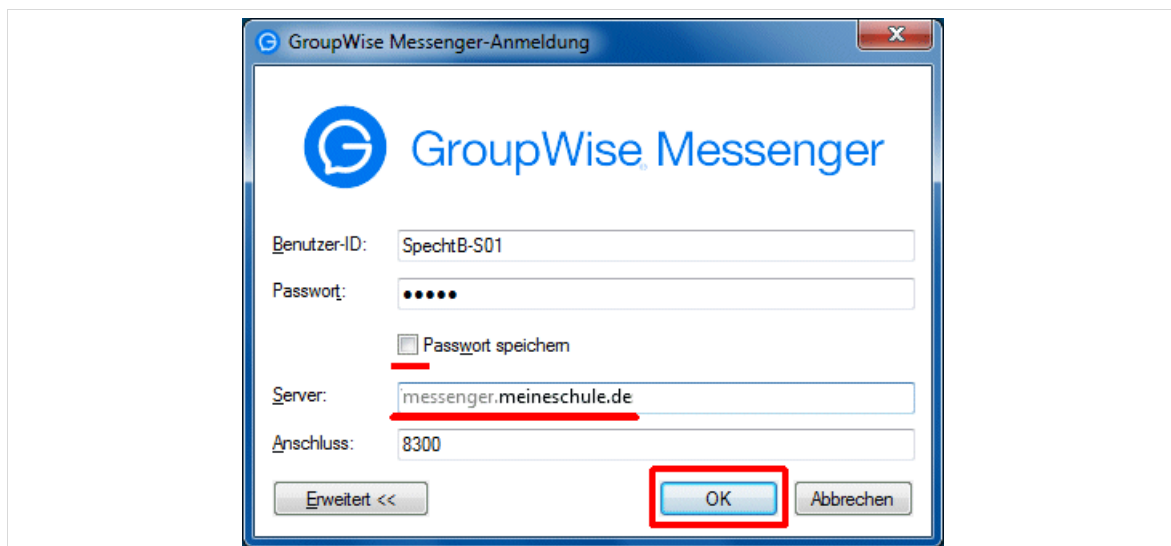 GroupWise Messenger-Anmeldung
GroupWise Messenger
Benutzer-ID: SpechtB-S01
Passwort: •••••
Passwort speichern
Server: messenger.meineschule.de
Anschluss: 8300
Erweitert << OK Abbrechen